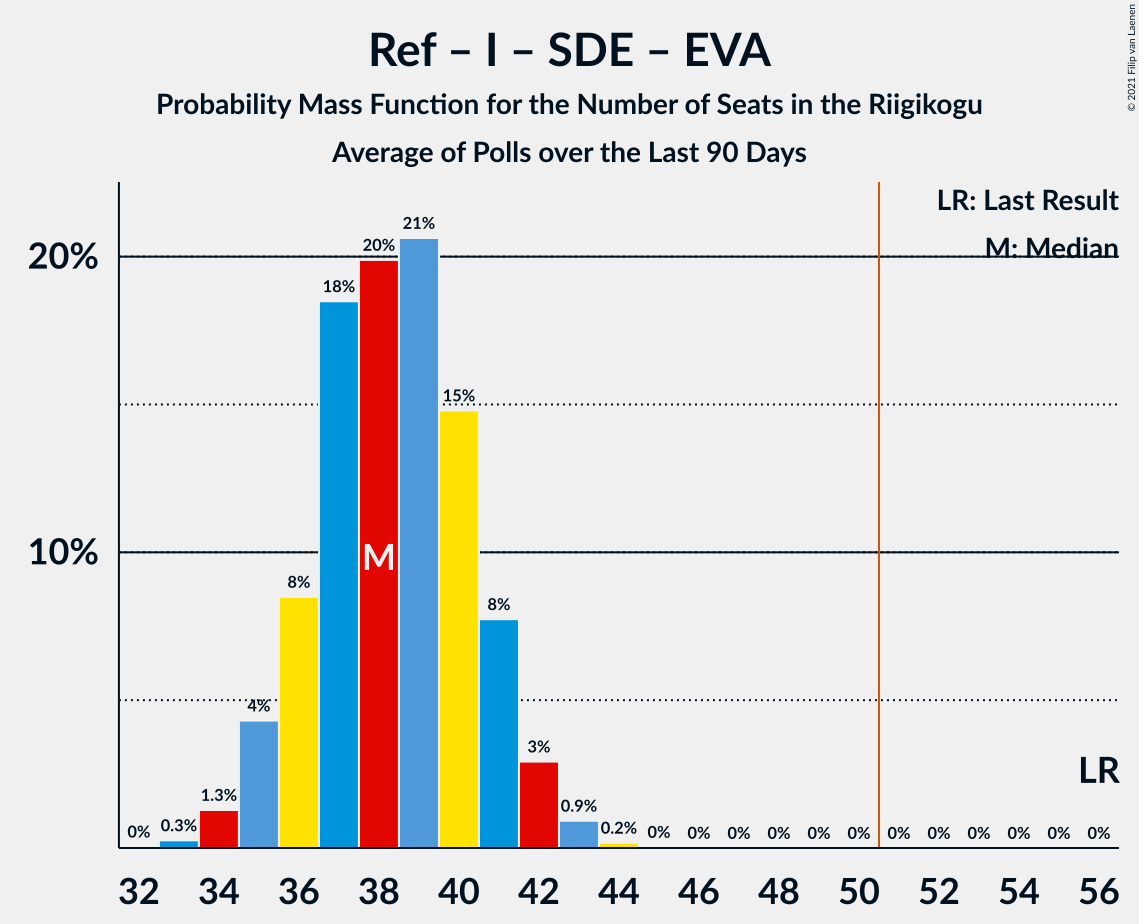 Ref – I – SDE – EVA
Probability Mass Function for the Number of Seats in the Riigikogu
Average of Polls over the Last 90 Days
© 2021 Filip van Laenen
LR: Last Result
M: Median
20%
10%
0% 0.3% 1.3% 4% 8% 18% 20% 21% 15% 8% 3% 0.9% 0.2% 0% 0% 0% 0% 0% 0% 0% 0% 0% 0% 0% 0%
M
LR
32 34 36 38 40 42 44 46 48 50 52 54 56